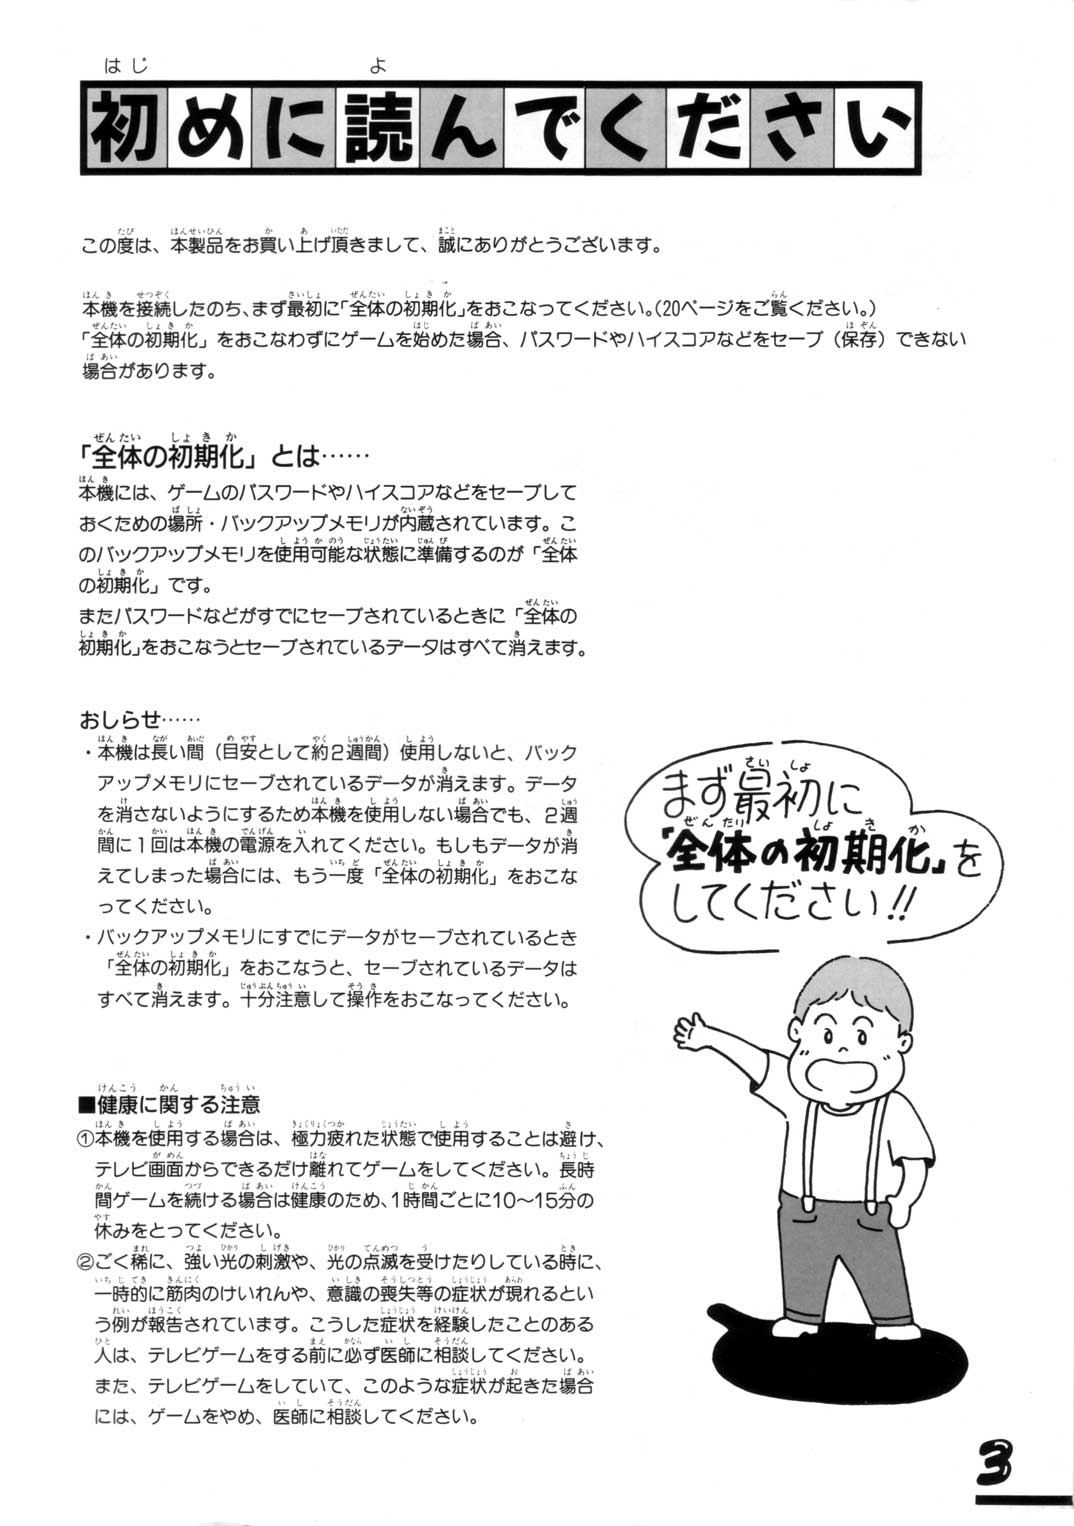 はじ　よ
初めに読んでください
この度は、本製品をお買い上げ頂きまして、誠にありがとうございます。
本機を接続したのち、まず最初に「全体の初期化」をおこなってください。（20ページをご覧ください。）
「全体の初期化」をおこなわずにゲームを始めた場合、パスワードやハイスコアなどをセーブ（保存）できない
場合があります。
「全体の初期化」とは……
本機には、ゲームのパスワードやハイスコアなどをセーブして
おくための場所・バックアップメモリが内蔵されています。こ
のバックアップメモリを使用可能な状態に準備するのが「全体
の初期化」です。
またパスワードなどがすでにセーブされているときに「全体の
初期化」をおこなうとセーブされているデータはすべて消えます。
おしらせ……
・本機は長い間（目安として約2週間）使用しないと、バック
アップメモリにセーブされているデータが消えます。データ
を消さないようにするため本機を使用しない場合でも、2週
間に1回は本機の電源を入れてください。もしもデータが消
えてしまった場合には、もう一度「全体の初期化」をおこな
ってください。
・バックアップメモリにすでにデータがセーブされているとき
「全体の初期化」をおこなうと、セーブされているデータは
すべて消えます。十分注意して操作をおこなってください。
まず最初に
「全体の初期化」を
してください!!
■健康に関する注意
①本機を使用する場合は、極力疲れた状態で使用することは避け、
テレビ画面からできるだけ離れてゲームをしてください。長時
間ゲームを続ける場合は健康のため、1時間ごとに10〜15分の
休みをとってください。
②ごく稀に、強い光の刺激や、光の点滅を受けたりしている時に、
一時的に筋肉のけいれんや、意識の喪失等の症状が現れるとい
う例が報告されています。こうした症状を経験したことのある
人は、テレビゲームをする前に必ず医師に相談してください。
また、テレビゲームをしていて、このような症状が起きた場合
には、ゲームをやめ、医師に相談してください。
3